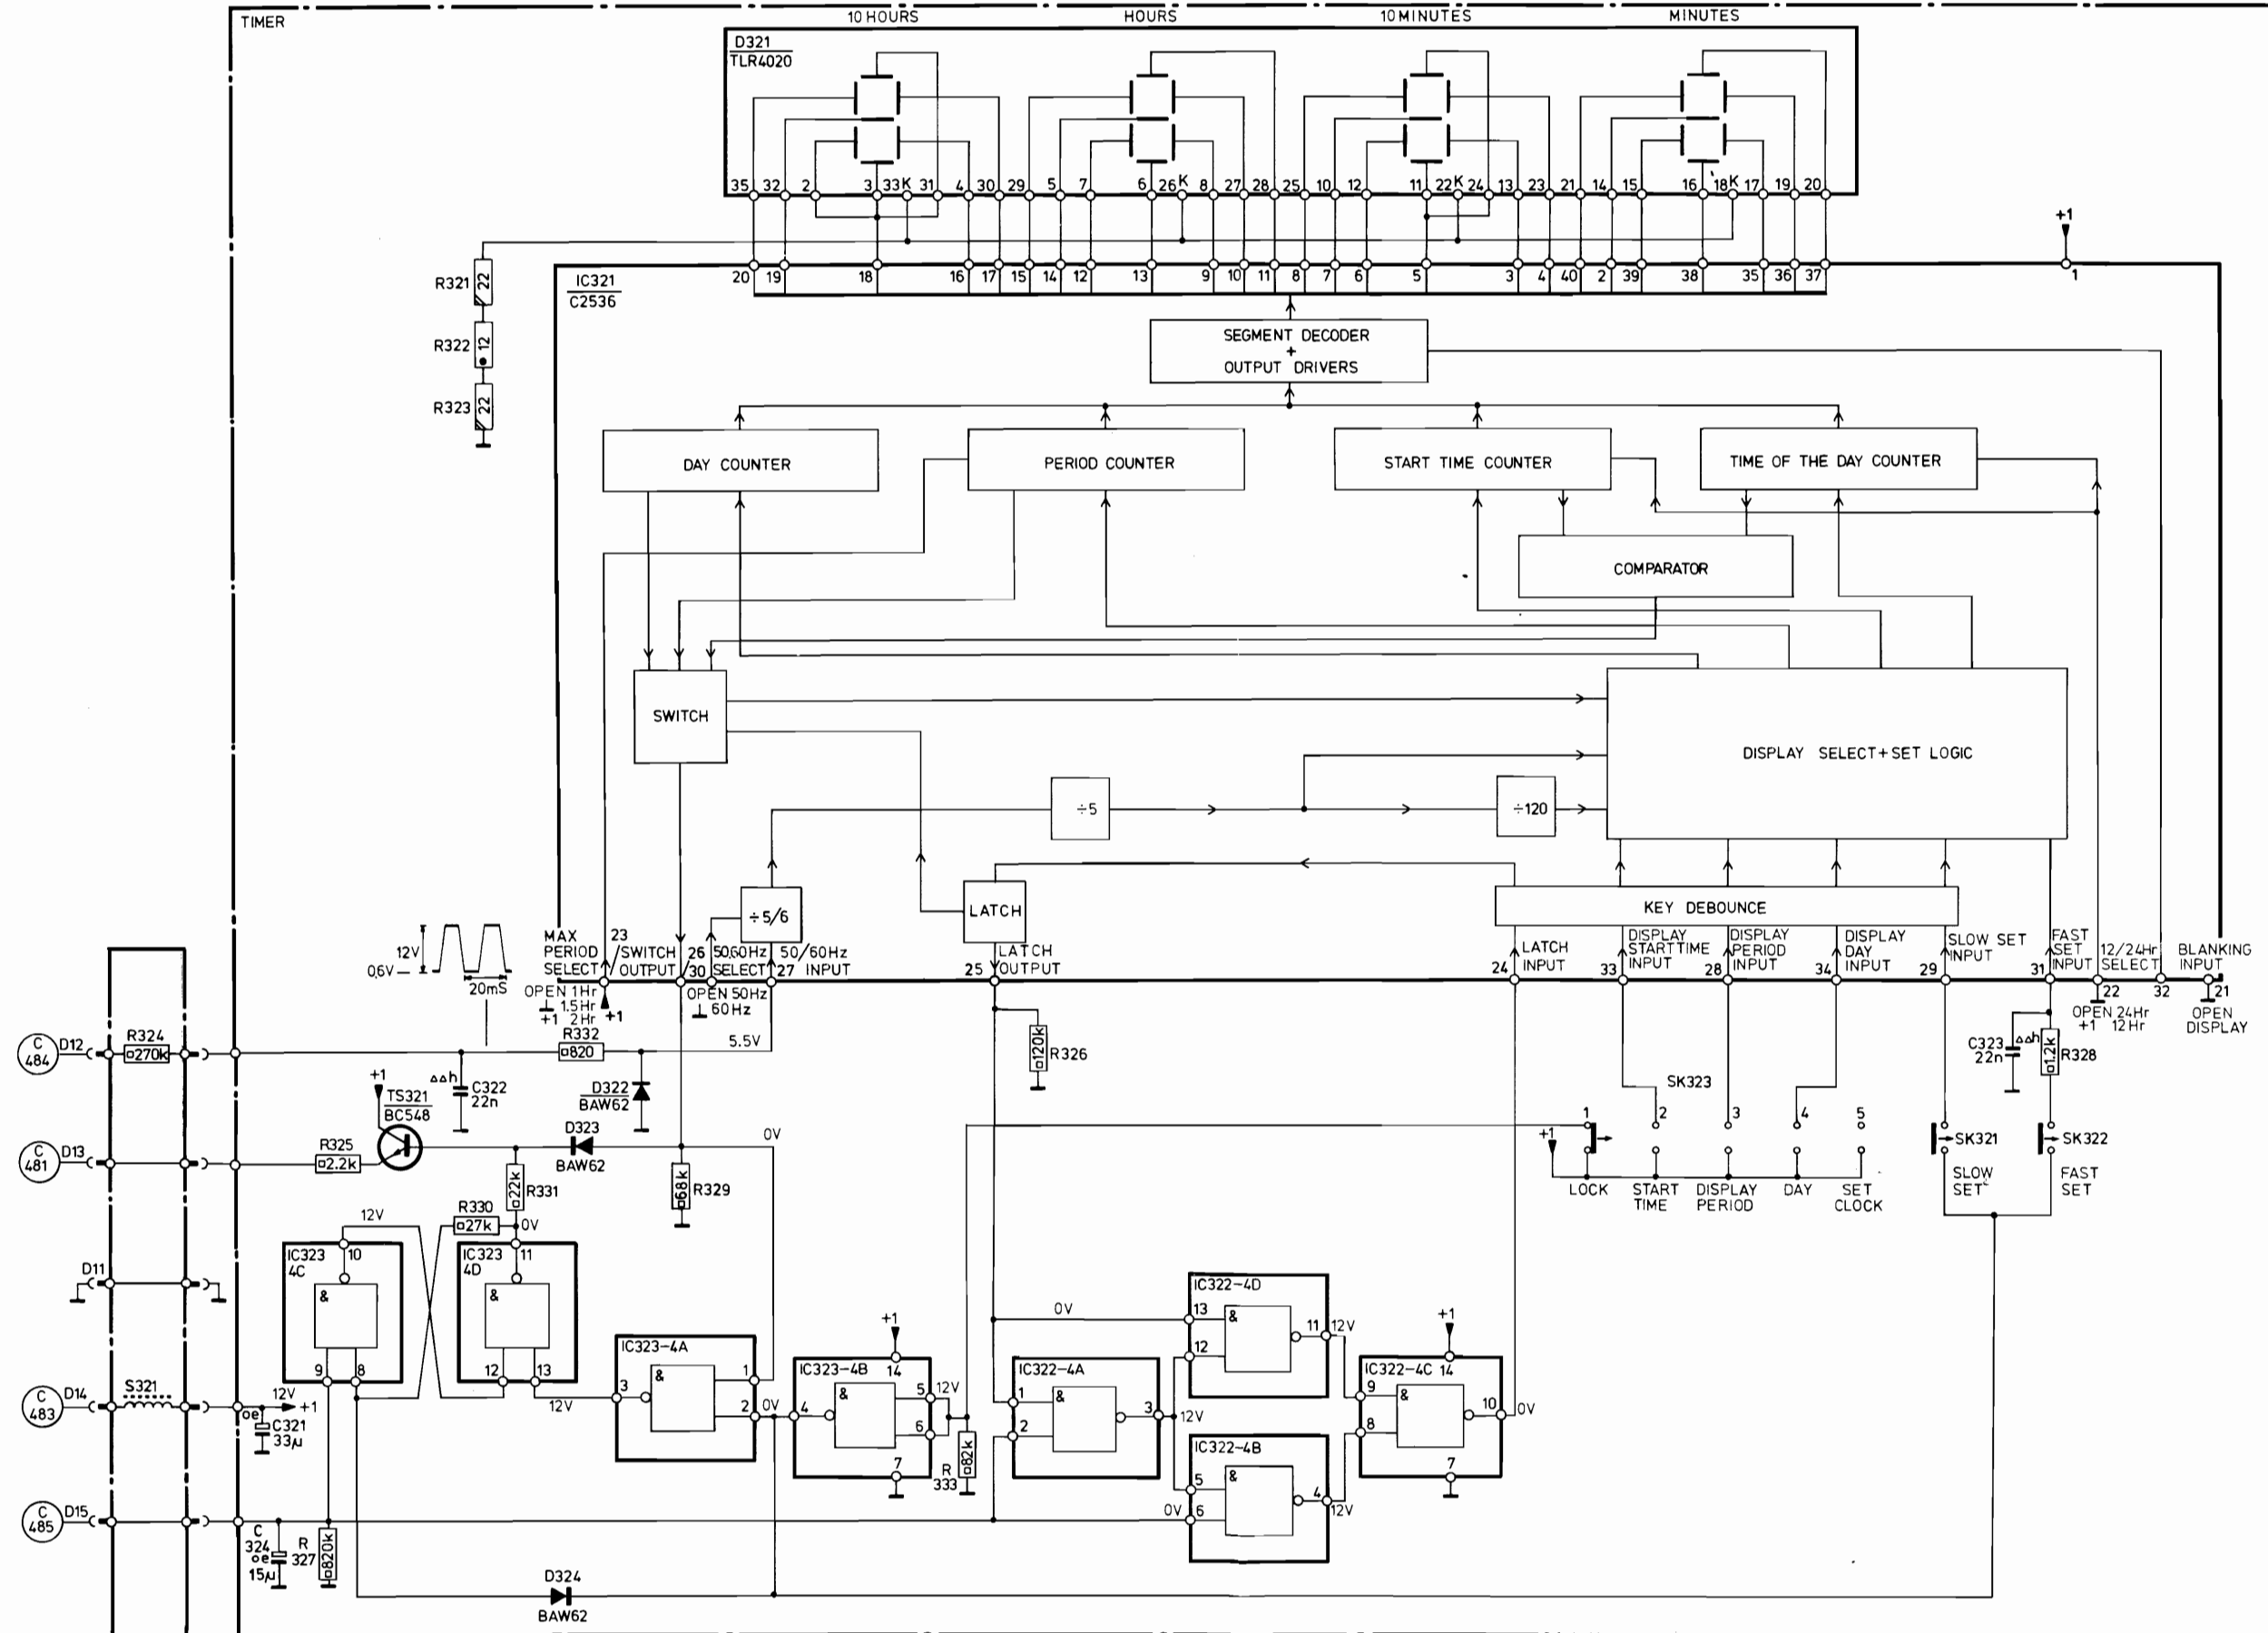 TIMER
10 HOURS
HOURS
10 MINUTES
MINUTES
D321
TLR4020
35 32 2 3 33 K 31 4 30 29 5 7 6 26 K 8 27 28 25 10 12 11 22 K 24 13 23 21 14 15 16 18 K 17 19 20
+1
20 19 18 16 17 15 14 12 13 9 10 11 8 7 6 5 3 4 40 2 39 38 35 36 37 1
IC321
C2536
R321 22
R322 12
R323 22
SEGMENT DECODER
+
OUTPUT DRIVERS
DAY COUNTER
PERIOD COUNTER
START TIME COUNTER
TIME OF THE DAY COUNTER
COMPARATOR
SWITCH
DISPLAY SELECT+SET LOGIC
÷5
÷120
÷5/6
LATCH
KEY DEBOUNCE
12V
0,6V
20mS
MAX
PERIOD
SELECT
23
SWITCH
OUTPUT
26
30
50,60Hz
SELECT
50/60Hz
INPUT
27
LATCH
OUTPUT
25
LATCH
INPUT
24
DISPLAY
STARTTIME
INPUT
33
DISPLAY
PERIOD
INPUT
28
DISPLAY
DAY
INPUT
34
SLOW SET
INPUT
29
FAST
SET
INPUT
31
12/24Hr
SELECT
22
32
BLANKING
INPUT
21
OPEN 1Hr
1.5Hr
+1 2Hr
+1
OPEN 50Hz
60Hz
OPEN 24Hr
+1 12Hr
OPEN
DISPLAY
C
484
D12
R324
270k
R332
820
5.5V
120k
R326
C323
22n
1.2k
R328
+1
TS321
BC548
C322
22n
D322
BAW62
SK323
C
481
D13
R325
2.2k
D323
BAW62
0V
68k
R329
22k
R331
R330
27k
0V
12V
+1
1 2 3 4 5
LOCK
START
TIME
DISPLAY
PERIOD
DAY
SET
CLOCK
SK321
SLOW
SET
SK322
FAST
SET
D11
IC323
4C
10
&
9 8
IC323
4D
11
&
12 13
12V
IC323-4A
&
3
1
2
0V
IC323-4B
+1
14
&
4
5
6
7
12V
R
333
82k
0V
IC322-4A
&
1
2
3
12V
IC322-4D
&
13
12
11
12V
IC322-4B
&
5
6
4
0V
12V
IC322-4C
+1
14
&
9
8
10
7
0V
C
483
D14
S321
12V
+1
oe
C321
33µ
C
485
D15
C
324
oe
15µ
R
327
820k
D324
BAW62